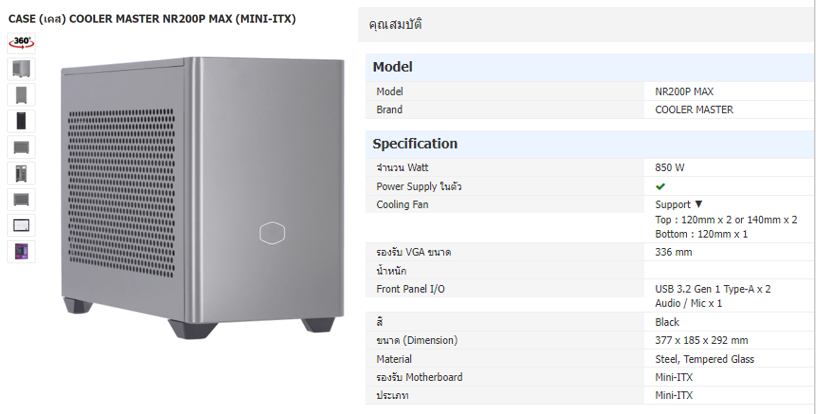 CASE (เคส) COOLER MASTER NR200P MAX (MINI-ITX)
360°
คุณสมบัติ
Model
Model NR200P MAX
Brand COOLER MASTER
Specification
จำนวน Watt 850 W
Power Supply ในตัว ✔
Cooling Fan Support ▼
Top : 120mm x 2 or 140mm x 2
Bottom : 120mm x 1
รองรับ VGA ขนาด 336 mm
น้ำหนัก
Front Panel I/O USB 3.2 Gen 1 Type-A x 2
Audio / Mic x 1
สี Black
ขนาด (Dimension) 377 x 185 x 292 mm
Material Steel, Tempered Glass
รองรับ Motherboard Mini-ITX
ประเภท Mini-ITX